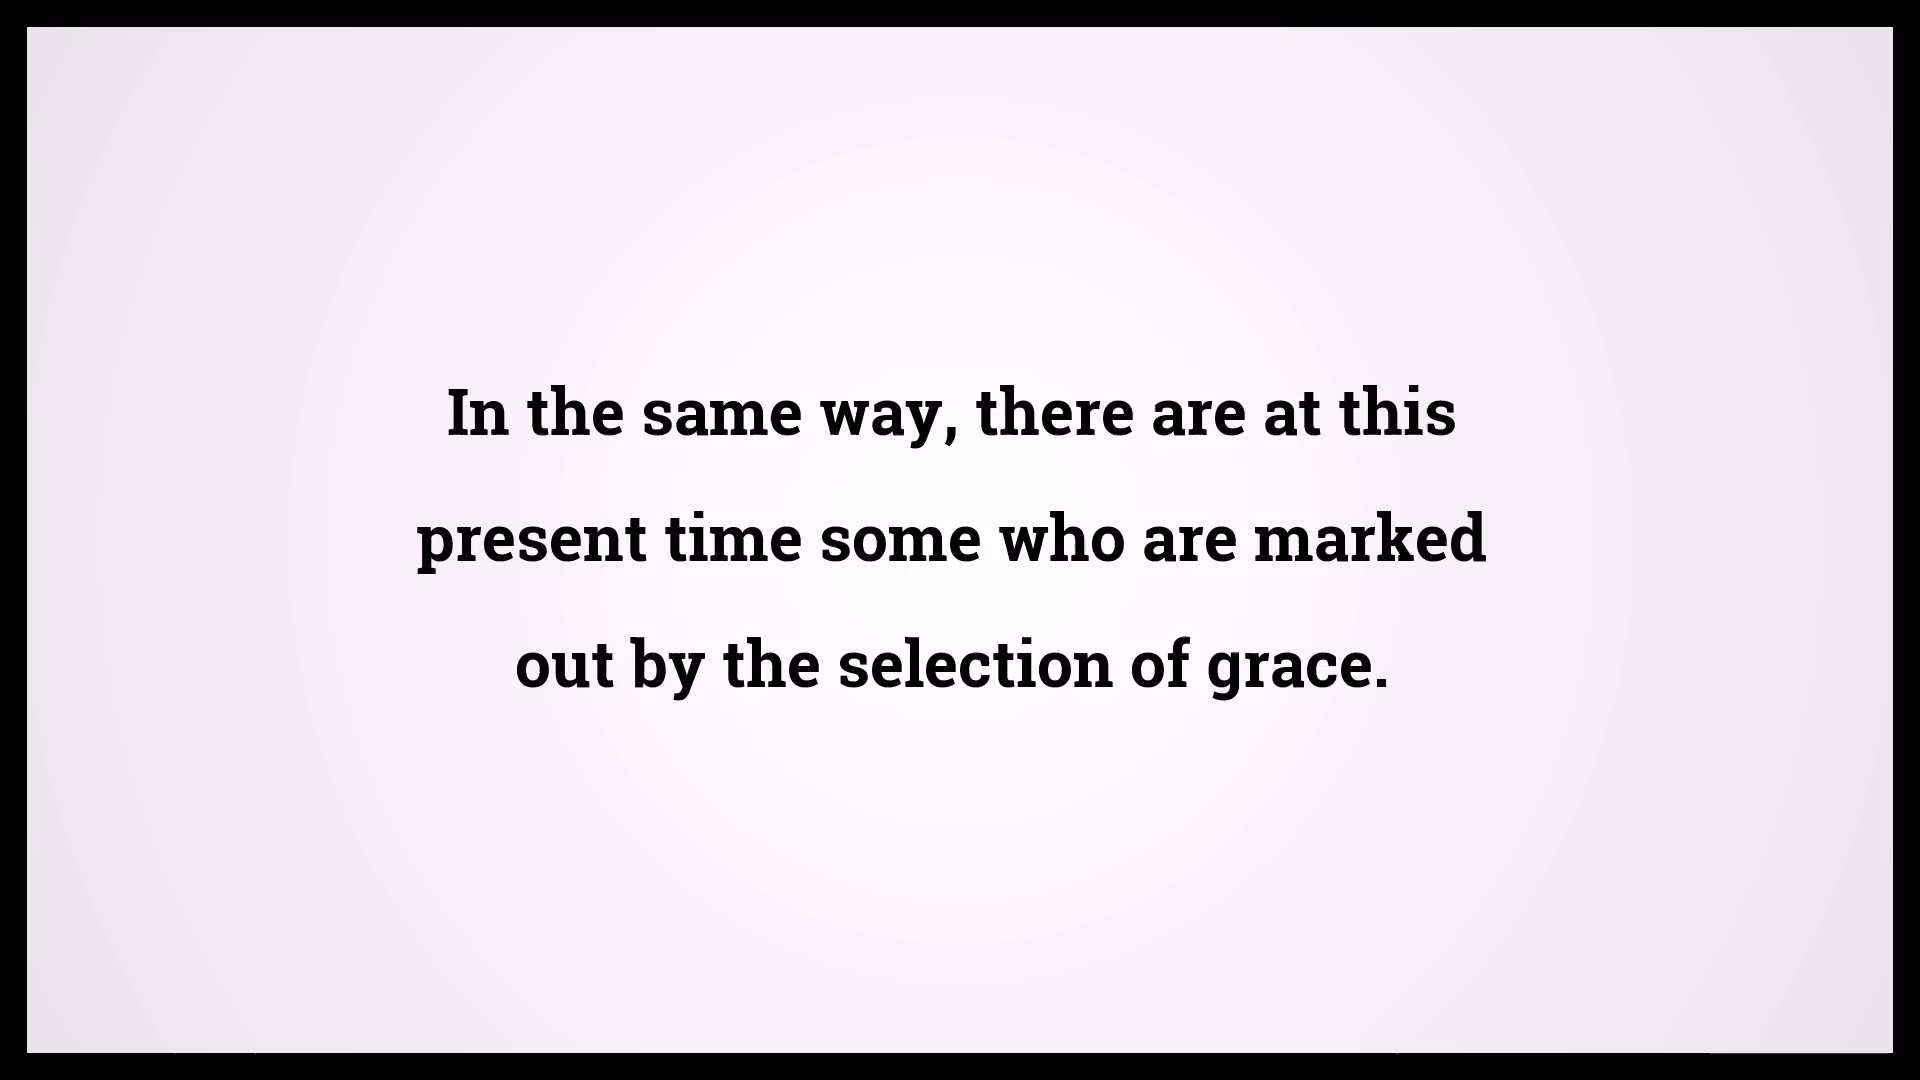 In the same way, there are at this
present time some who are marked
out by the selection of grace.